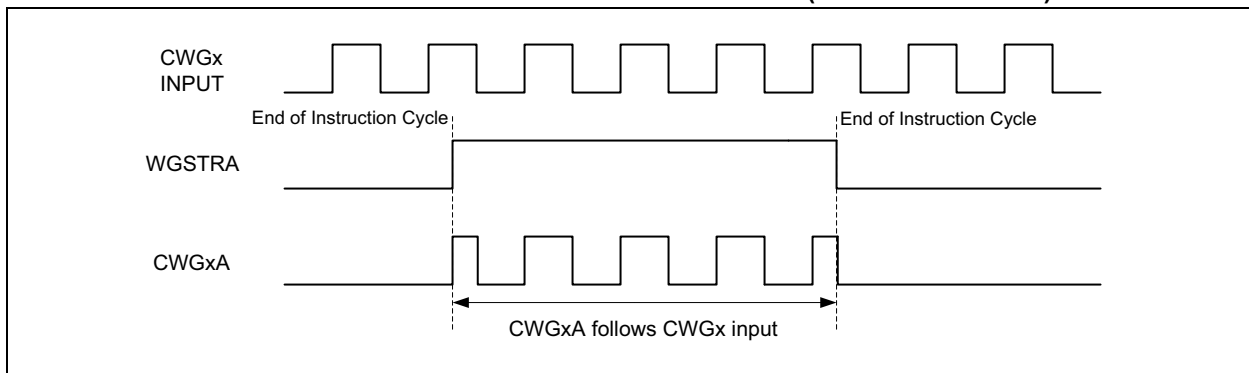 CWGx
INPUT
End of Instruction Cycle
End of Instruction Cycle
WGSTRA
CWGxA
CWGxA follows CWGx input